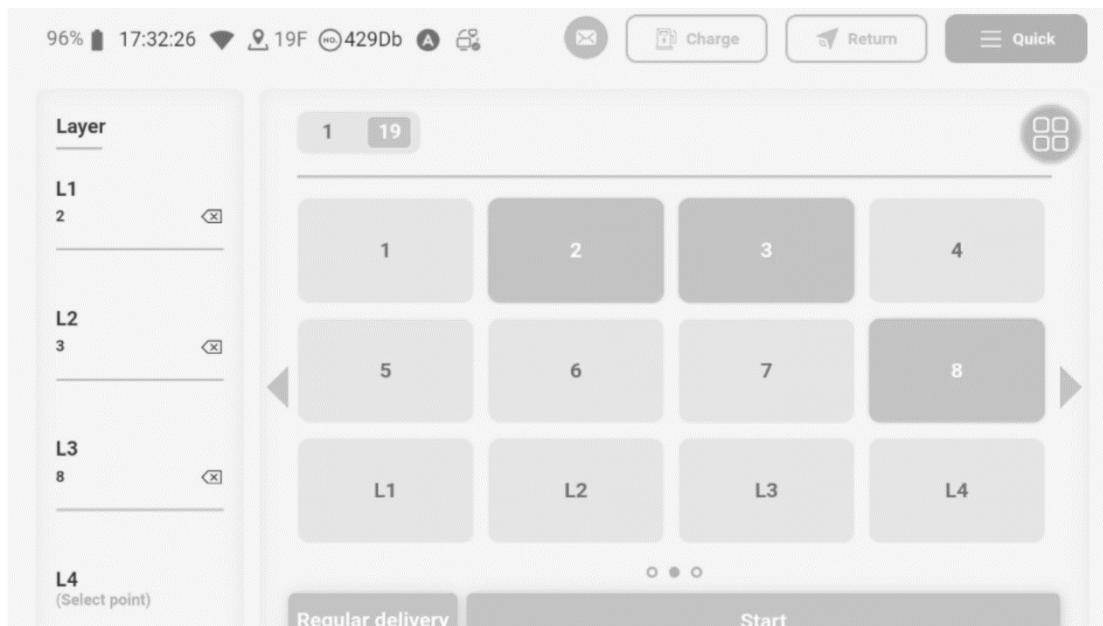 96% 17:32:26 19F NO. 429Db A Charge Return Quick
Layer
L1
2
L2
3
L3
8
L4
(Select point)
1 19
1 2 3 4
5 6 7 8
L1 L2 L3 L4
Regular delivery Start